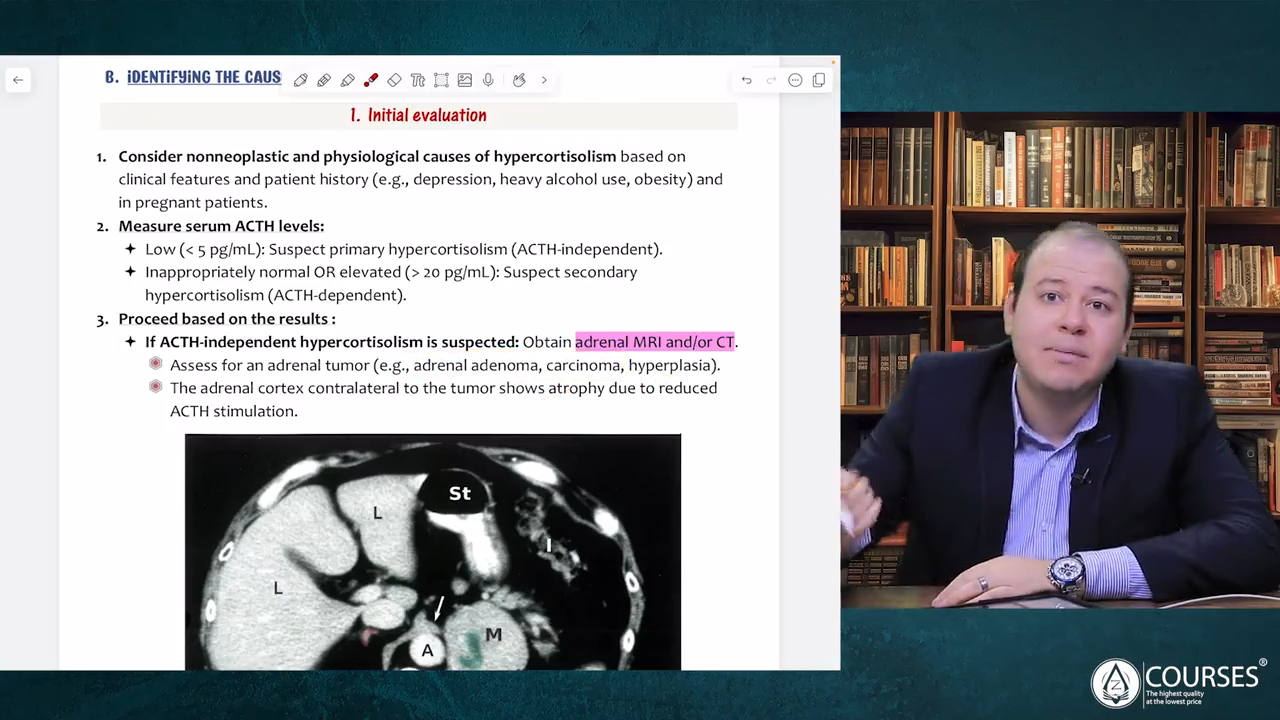 B. iDENTiFYiNG THE CAUS
Tt
1. Initial evaluation
1. Consider nonneoplastic and physiological causes of hypercortisolism based on
clinical features and patient history (e.g., depression, heavy alcohol use, obesity) and
in pregnant patients.
2. Measure serum ACTH levels:
✦ Low (< 5 pg/mL): Suspect primary hypercortisolism (ACTH-independent).
✦ Inappropriately normal OR elevated (> 20 pg/mL): Suspect secondary
hypercortisolism (ACTH-dependent).
3. Proceed based on the results :
✦ If ACTH-independent hypercortisolism is suspected: Obtain adrenal MRI and/or CT.
Assess for an adrenal tumor (e.g., adrenal adenoma, carcinoma, hyperplasia).
The adrenal cortex contralateral to the tumor shows atrophy due to reduced
ACTH stimulation.
St
L
I
L
M
A
Z
COURSES®
The highest quality
at the lowest price